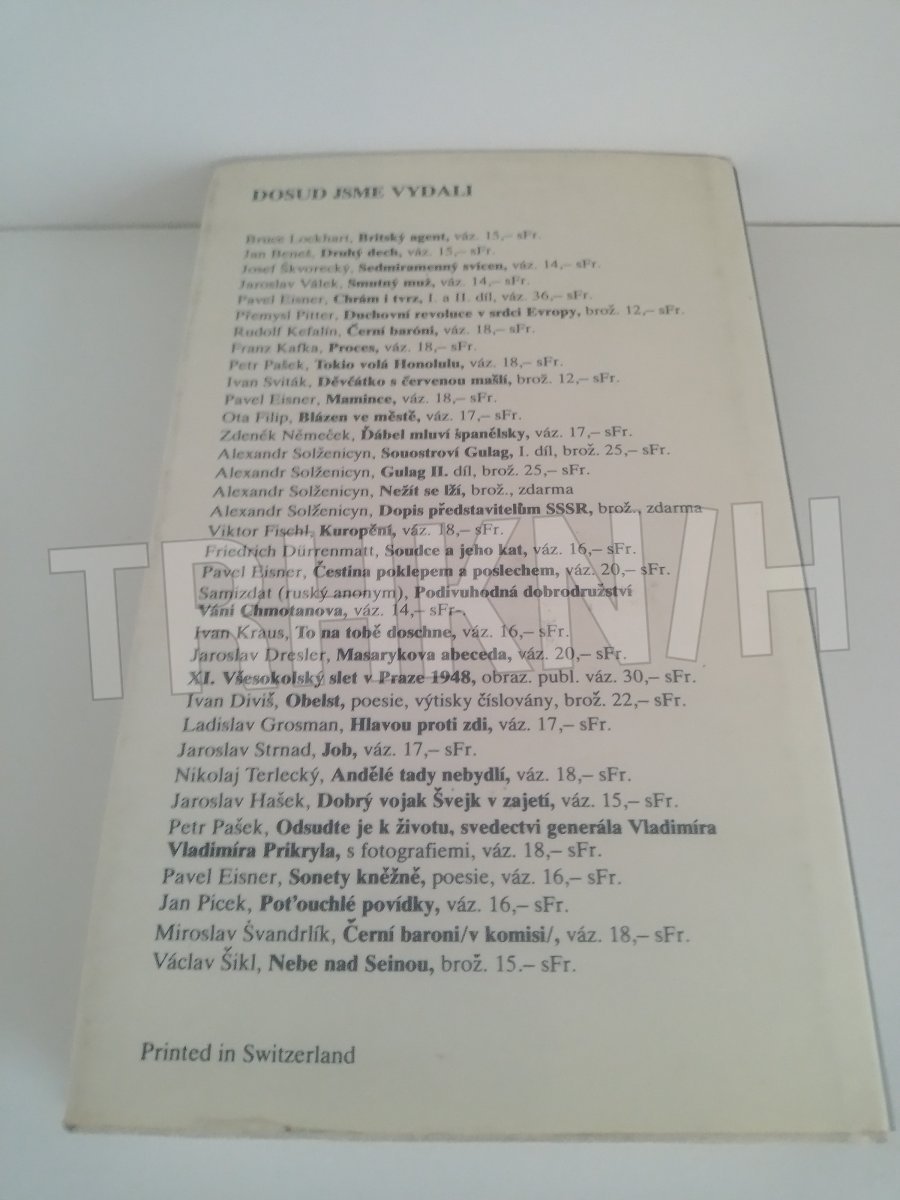 DOSUD JSME VYDALI
Bruce Lockhart, Britský agent, váz. 15,– sFr.
Jan Beneš, Druhý dech, váz. 15,– sFr.
Josef Škvorecký, Sedmiramenný svícen, váz. 14,– sFr.
Jaroslav Válek, Smutný muž, váz. 14,– sFr.
Pavel Eisner, Chrám i tvrz, I. a II. díl, váz. 36,– sFr.
Přemysl Pitter, Duchovní revoluce v srdci Evropy, brož. 12,– sFr.
Rudolf Kefalín, Černí baróni, váz. 18,– sFr.
Franz Kafka, Proces, váz. 18,– sFr.
Petr Pašek, Tokio volá Honolulu, váz. 18,– sFr.
Ivan Sviták, Děvčátko s červenou mašlí, brož. 12,– sFr.
Pavel Eisner, Mamince, váz. 18,– sFr.
Ota Filip, Blázen ve městě, váz. 17,– sFr.
Zdeněk Němeček, Ďábel mluví španělsky, váz. 17,– sFr.
Alexandr Solženicyn, Souostroví Gulag, I. díl, brož. 25,– sFr.
Alexandr Solženicyn, Gulag II. díl, brož. 25,– sFr.
Alexandr Solženicyn, Nežít se lží, brož., zdarma
Alexandr Solženicyn, Dopis představitelům SSSR, brož., zdarma
Viktor Fischl, Kuropění, váz. 18,– sFr.
Friedrich Dürrenmatt, Soudce a jeho kat, váz. 16,– sFr.
Pavel Eisner, Čestina poklepem a poslechem, váz. 20,– sFr.
Samizdat (ruský anonym), Podivuhodná dobrodružství
Váni Chmotanova, váz. 14,– sFr–.
Ivan Kraus, To na tobě doschne, váz. 16,– sFr.
Jaroslav Dresler, Masarykova abeceda, váz. 20,– sFr.
XI. Všesokolský slet v Praze 1948, obraz. publ. váz. 30,– sFr.
Ivan Diviš, Obelst, poesie, výtisky číslovány, brož. 22,– sFr.
Ladislav Grosman, Hlavou proti zdi, váz. 17,– sFr.
Jaroslav Strnad, Job, váz. 17,– sFr.
Nikolaj Terlecký, Andělé tady nebydlí, váz. 18,– sFr.
Jaroslav Hašek, Dobrý vojak Švejk v zajetí, váz. 15,– sFr.
Petr Pašek, Odsudte je k životu, svedectvi generála Vladimíra
Vladimíra Prikryla, s fotografiemi, váz. 18,– sFr.
Pavel Eisner, Sonety kněžně, poesie, váz. 16,– sFr.
Jan Picek, Poťouchlé povídky, váz. 16,– sFr.
Miroslav Švandrlík, Černí baroni/v komisi/, váz. 18,– sFr.
Václav Šikl, Nebe nad Seinou, brož. 15.– sFr.
Printed in Switzerland